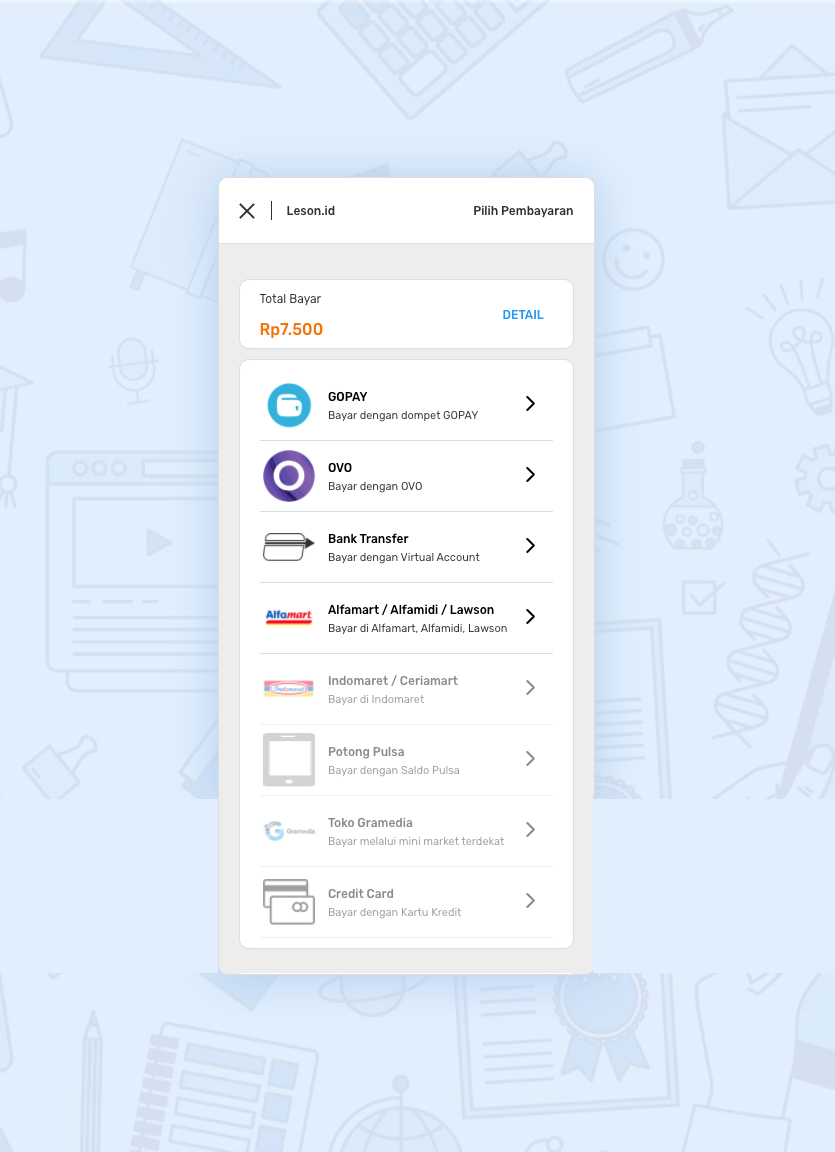 Leson.id
Pilih Pembayaran
Total Bayar
Rp7.500
DETAIL
GOPAY
Bayar dengan dompet GOPAY
OVO
Bayar dengan OVO
Bank Transfer
Bayar dengan Virtual Account
Alfamart
Alfamart / Alfamidi / Lawson
Bayar di Alfamart, Alfamidi, Lawson
Indomaret
Indomaret / Ceriamart
Bayar di Indomaret
Potong Pulsa
Bayar dengan Saldo Pulsa
Gramedia
Toko Gramedia
Bayar melalui mini market terdekat
Credit Card
Bayar dengan Kartu Kredit